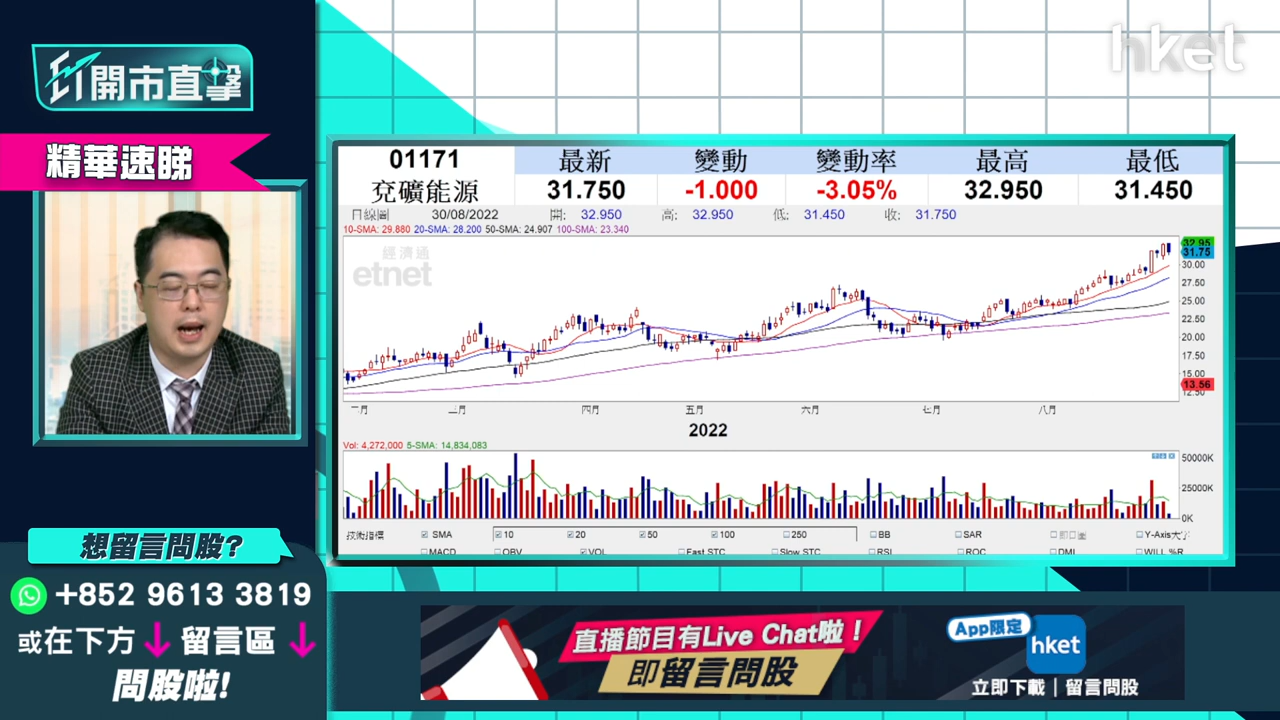 hket
開市直擊
精華速睇
01171 最新 變動 變動率 最高 最低
兗礦能源 31.750 -1.000 -3.05% 32.950 31.450
日線圖 30/08/2022 開: 32.950 高: 32.950 低: 31.450 收: 31.750
10-SMA: 29.880 20-SMA: 28.200 50-SMA: 24.907 100-SMA: 23.340
經濟通
etnet
32.95
31.75
30.00
27.50
25.00
22.50
20.00
17.50
15.00
13.56
12.50
二月 三月 四月 五月 六月 七月 八月
2022
Vol: 4,272,000 5-SMA: 14,834,083
50000K
25000K
0K
技術指標 SMA 10 20 50 100 250 BB SAR Y-Axis大字
MACD OBV VOL Fast STC Slow STC RSI ROC DMI WILL %R
想留言問股?
+852 9613 3819
或在下方 留言區
問股啦!
直播節目有Live Chat啦!
即留言問股
App限定
hket
立即下載 | 留言問股